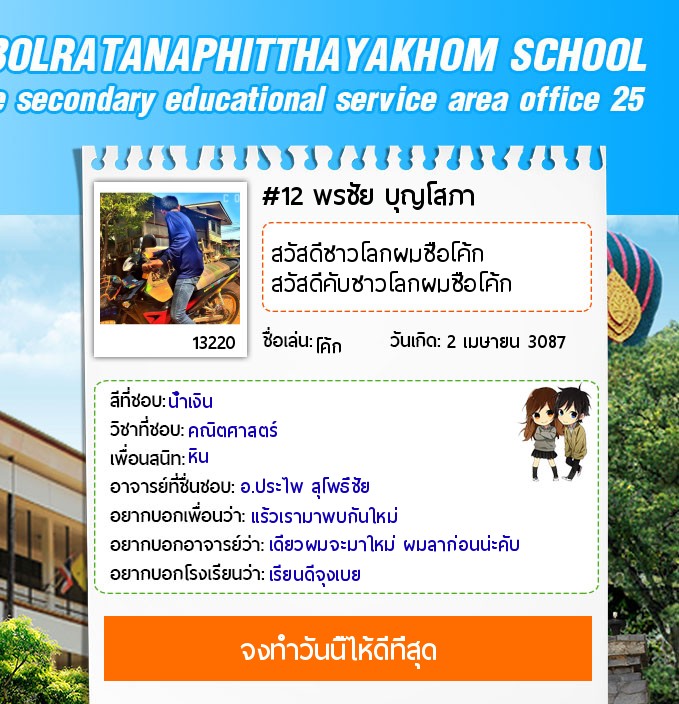 BOLRATANAPHITTHAYAKHOM SCHOOL
e secondary educational service area office 25
#12 พรชัย บุญโสภา
สวัสดีชาวโลกผมชื่อโค้ก
สวัสดีคับชาวโลกผมชื่อโค้ก
13220
ชื่อเล่น: โค้ก วันเกิด: 2 เมษายน 3087
สีที่ชอบ: น้ำเงิน
วิชาที่ชอบ: คณิตศาสตร์
เพื่อนสนิท: หิน
อาจารย์ที่ชื่นชอบ: อ.ประไพ สุโพธิ์ชัย
อยากบอกเพื่อนว่า: แร้วเรามาพบกันใหม่
อยากบอกอาจารย์ว่า: เดียวผมจะมาใหม่ ผมลาก่อนน่ะคับ
อยากบอกโรงเรียนว่า: เรียนดีจุงเบย
จงทำวันนี้ให้ดีที่สุด